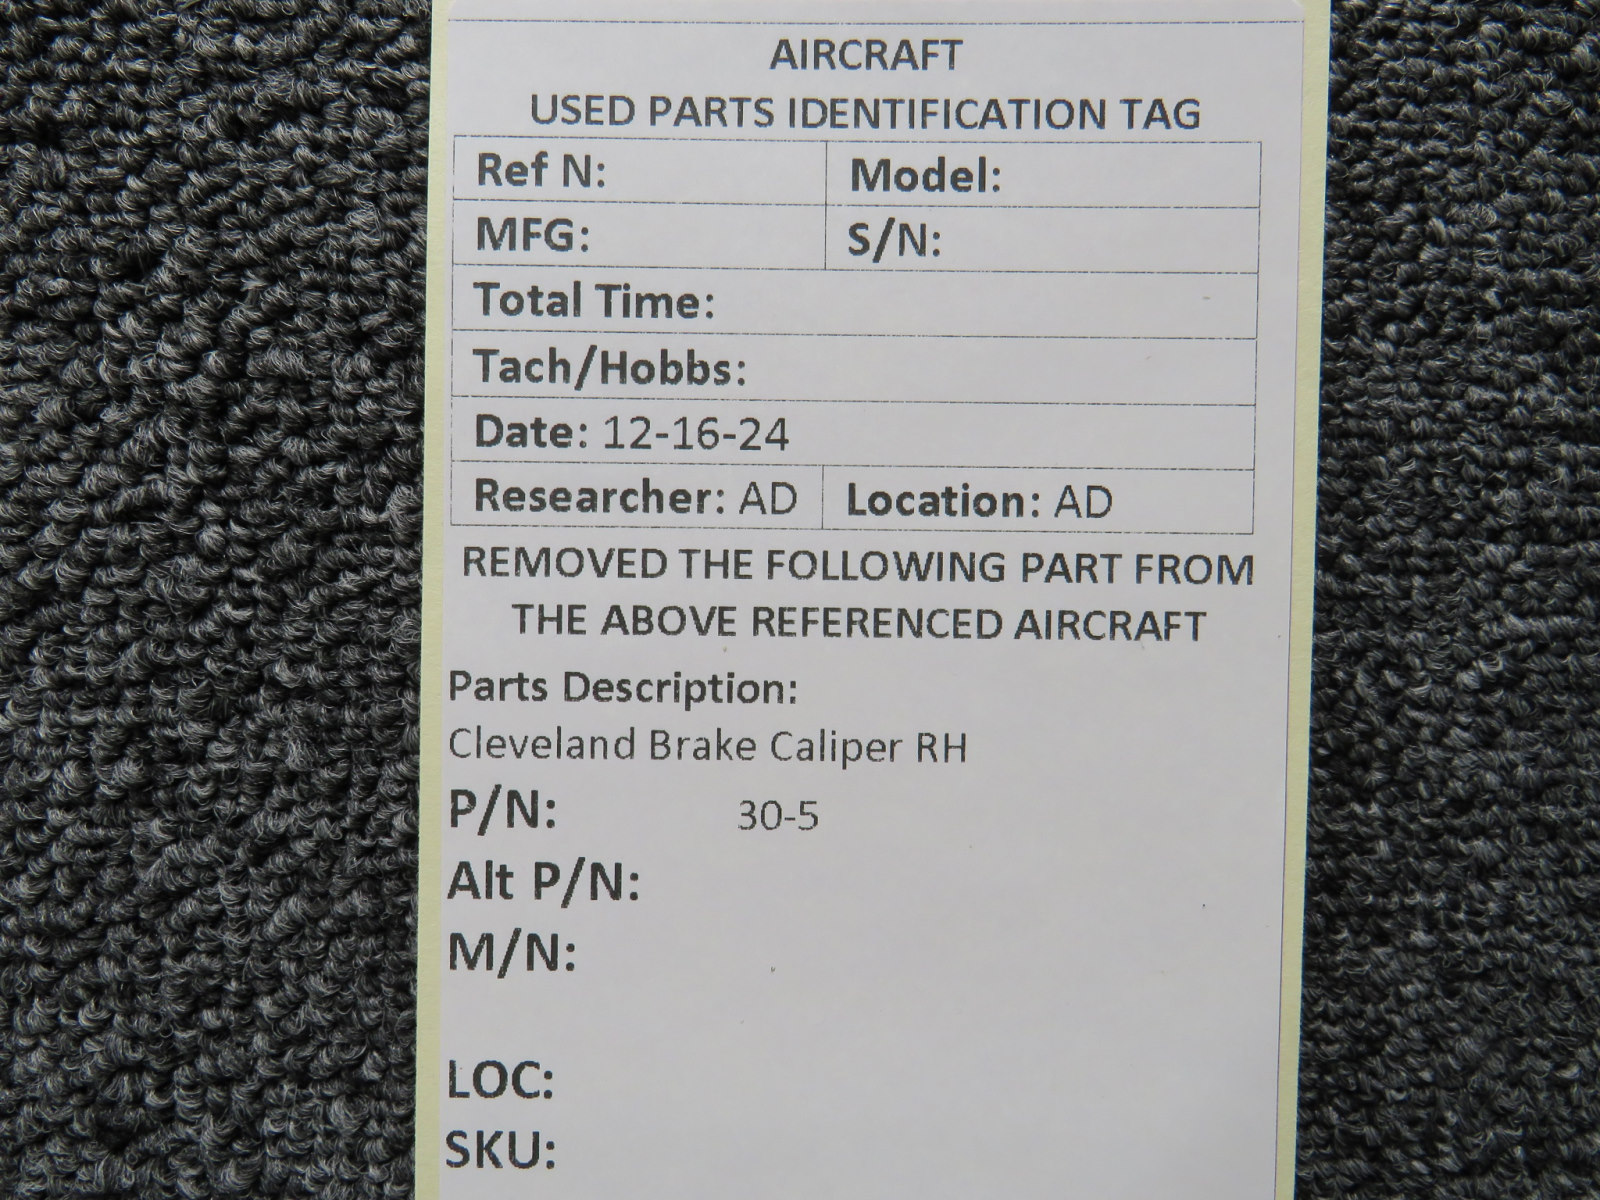 AIRCRAFT
USED PARTS IDENTIFICATION TAG
Ref N: Model:
MFG: S/N:
Total Time:
Tach/Hobbs:
Date: 12-16-24
Researcher: AD Location: AD
REMOVED THE FOLLOWING PART FROM
THE ABOVE REFERENCED AIRCRAFT
Parts Description:
Cleveland Brake Caliper RH
P/N: 30-5
Alt P/N:
M/N:
LOC:
SKU: